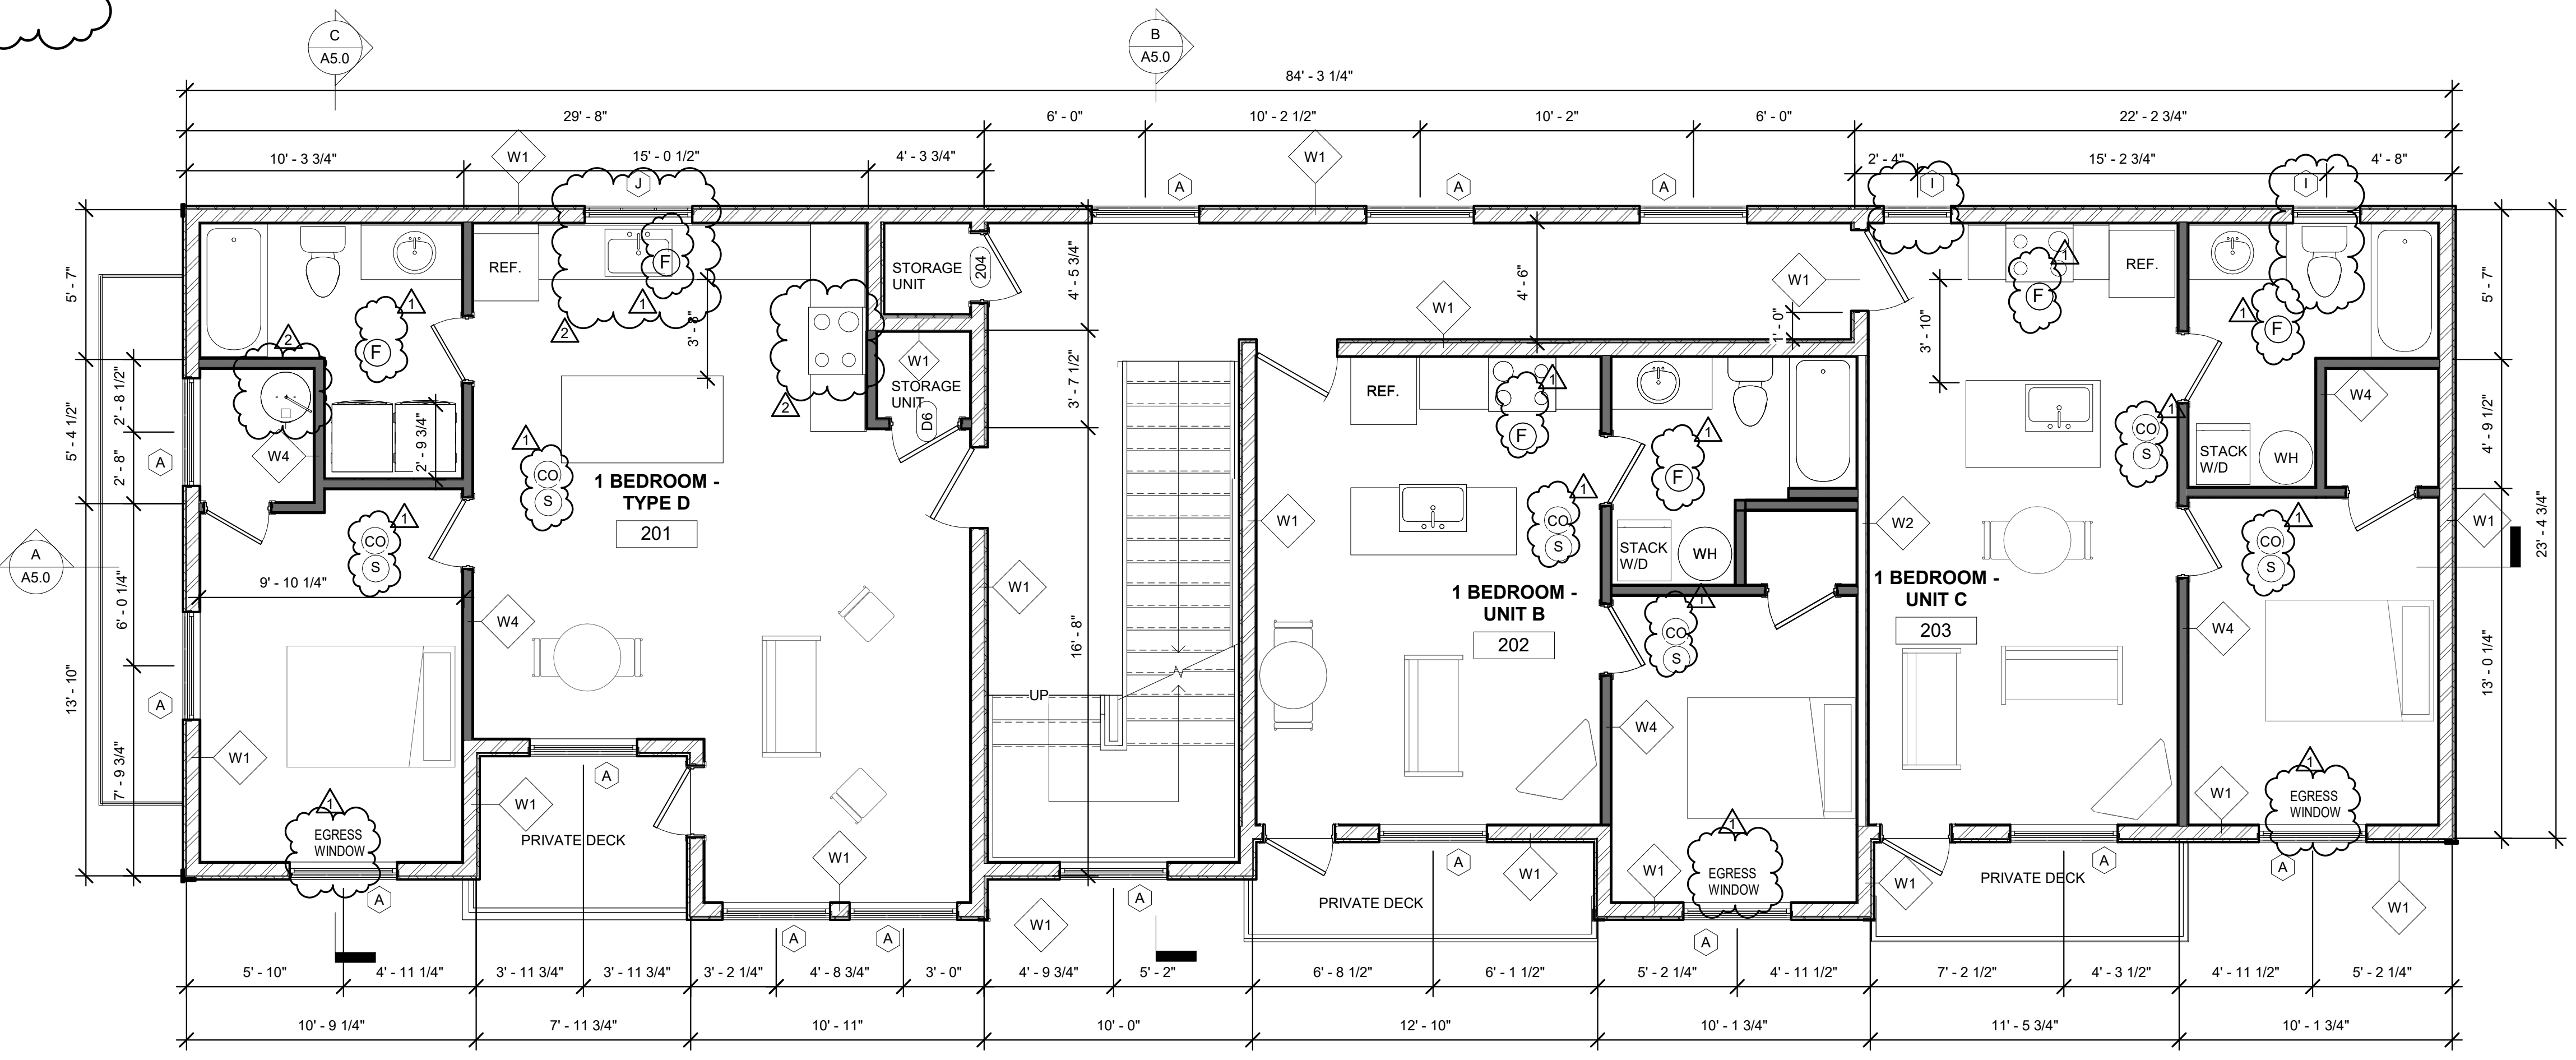 C
A5.0
B
A5.0
84' - 3 1/4"
29' - 8"
6' - 0"
10' - 2 1/2"
10' - 2"
6' - 0"
22' - 2 3/4"
10' - 3 3/4"
W1
15' - 0 1/2"
4' - 3 3/4"
W1
2' - 4"
15' - 2 3/4"
4' - 8"
J
A
A
A
I
I
5' - 7"
REF.
F
1
2
STORAGE
UNIT
204
4' - 5 3/4"
4' - 6"
W1
W1
1' - 0"
F
1
REF.
3' - 10"
F
1
5' - 7"
1
F
2
3' - 8"
2
W1
STORAGE
UNIT
D6
3' - 7 1/2"
REF.
F
1
F
1
5' - 4 1/2"
2' - 8 1/2"
2' - 8"
A
W4
2' - 9 3/4"
1
CO
S
1 BEDROOM -
TYPE D
201
1
CO
S
W4
4' - 9 1/2"
STACK
W/D
WH
A
A5.0
1
CO
S
9' - 10 1/4"
W4
W1
W1
1
CO
S
STACK
W/D
WH
W2
1
CO
S
W1
23' - 4 3/4"
13' - 10"
6' - 0 1/4"
7' - 9 3/4"
A
W1
16' - 8"
UP
1 BEDROOM -
UNIT B
202
1
CO
S
W4
1 BEDROOM -
UNIT C
203
W4
13' - 0 1/4"
1
EGRESS
WINDOW
A
W1
A
PRIVATE DECK
W1
A
A
W1
A
PRIVATE DECK
A
W1
W1
1
EGRESS
WINDOW
A
W1
PRIVATE DECK
A
W1
1
EGRESS
WINDOW
A
W1
5' - 10"
4' - 11 1/4"
3' - 11 3/4"
3' - 11 3/4"
3' - 2 1/4"
4' - 8 3/4"
3' - 0"
4' - 9 3/4"
5' - 2"
6' - 8 1/2"
6' - 1 1/2"
5' - 2 1/4"
4' - 11 1/2"
7' - 2 1/2"
4' - 3 1/2"
4' - 11 1/2"
5' - 2 1/4"
10' - 9 1/4"
7' - 11 3/4"
10' - 11"
10' - 0"
12' - 10"
10' - 1 3/4"
11' - 5 3/4"
10' - 1 3/4"